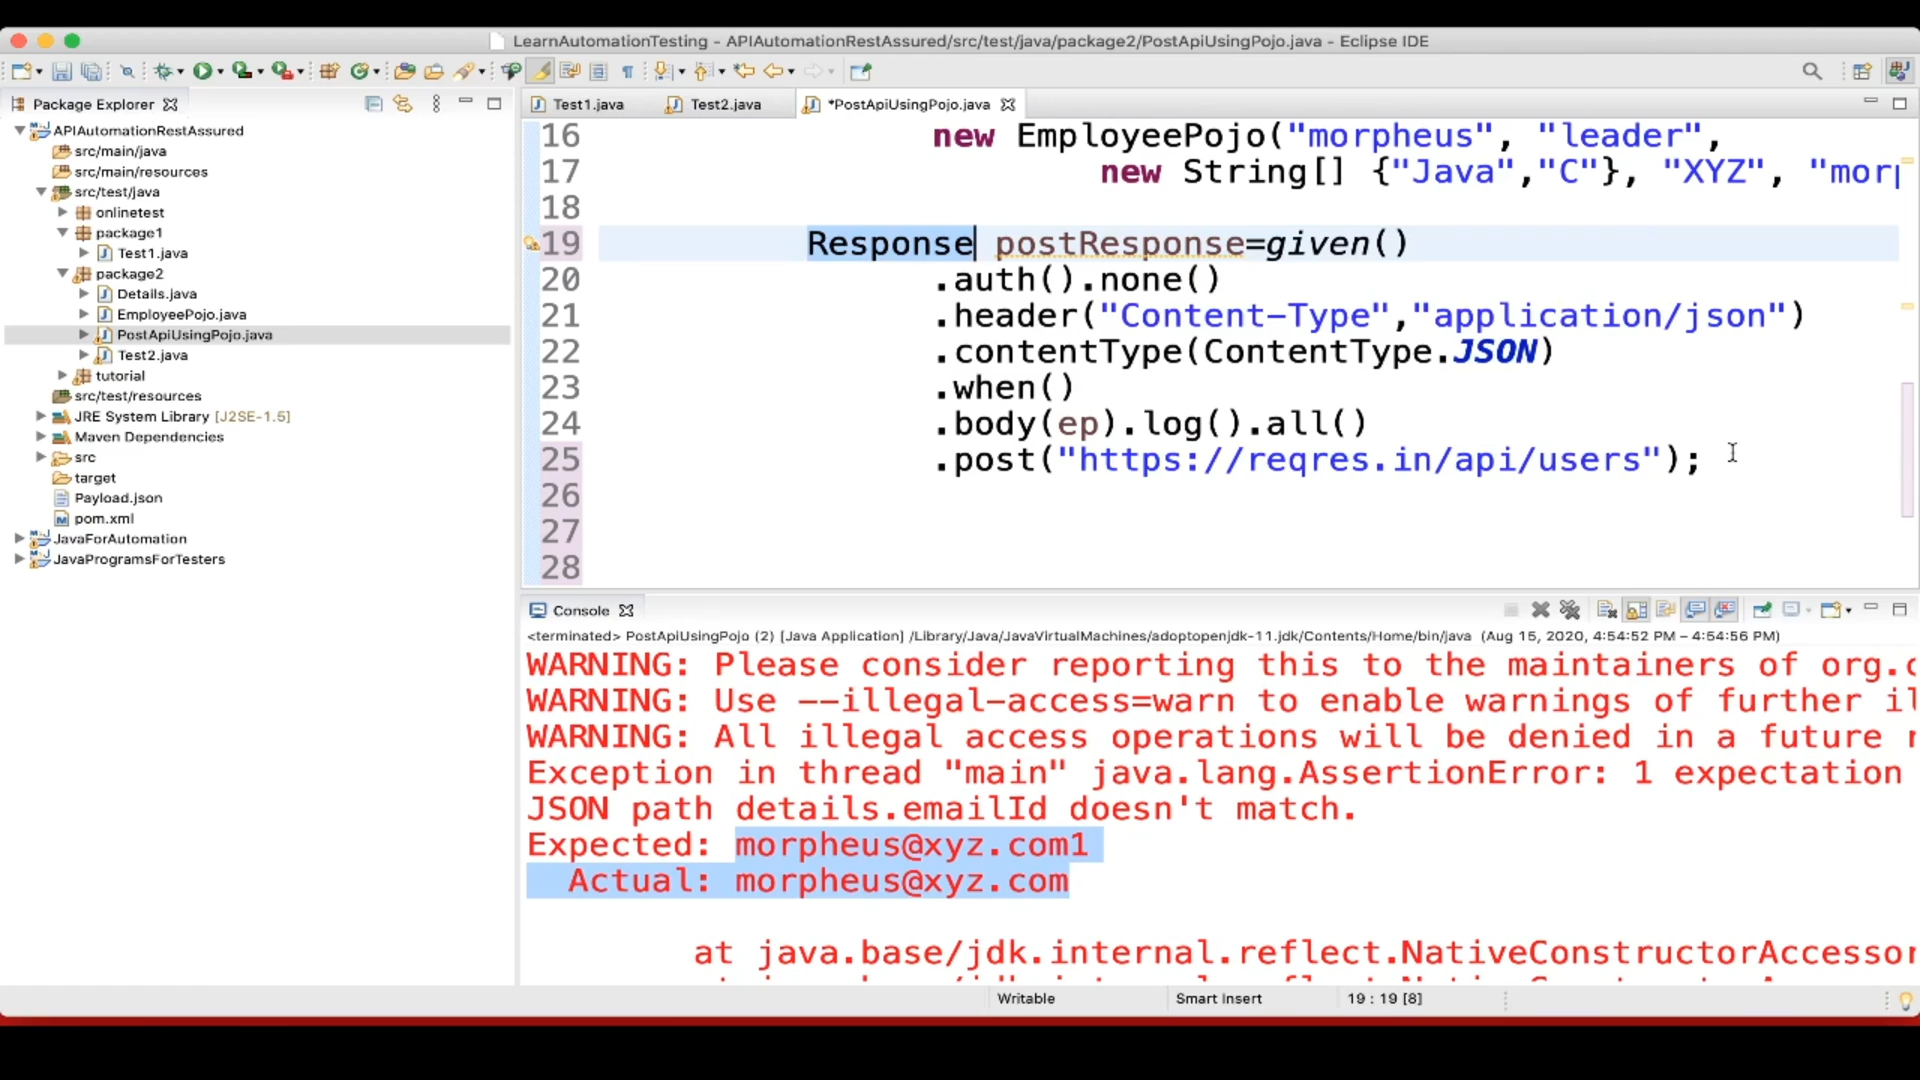 LearnAutomationTesting - APIAutomationRestAssured/src/test/java/package2/PostApiUsingPojo.java - Eclipse IDE
Package Explorer
APIAutomationRestAssured
src/main/java
src/main/resources
src/test/java
onlinetest
package1
Test1.java
package2
Details.java
EmployeePojo.java
PostApiUsingPojo.java
Test2.java
tutorial
src/test/resources
JRE System Library [J2SE-1.5]
Maven Dependencies
src
target
Payload.json
pom.xml
JavaForAutomation
JavaProgramsForTesters
Test1.java Test2.java *PostApiUsingPojo.java
16 new EmployeePojo("morpheus", "leader",
17 new String[] {"Java","C"}, "XYZ", "morp
18
19 Response postResponse=given()
20 .auth().none()
21 .header("Content-Type","application/json")
22 .contentType(ContentType.JSON)
23 .when()
24 .body(ep).log().all()
25 .post("https://reqres.in/api/users");
26
27
28
Console
<terminated> PostApiUsingPojo (2) [Java Application] /Library/Java/JavaVirtualMachines/adoptopenjdk-11.jdk/Contents/Home/bin/java (Aug 15, 2020, 4:54:52 PM – 4:54:56 PM)
WARNING: Please consider reporting this to the maintainers of org.c
WARNING: Use --illegal-access=warn to enable warnings of further il
WARNING: All illegal access operations will be denied in a future r
Exception in thread "main" java.lang.AssertionError: 1 expectation
JSON path details.emailId doesn't match.
Expected: morpheus@xyz.com1
Actual: morpheus@xyz.com
at java.base/jdk.internal.reflect.NativeConstructorAccessor
Writable Smart Insert 19 : 19 [8]